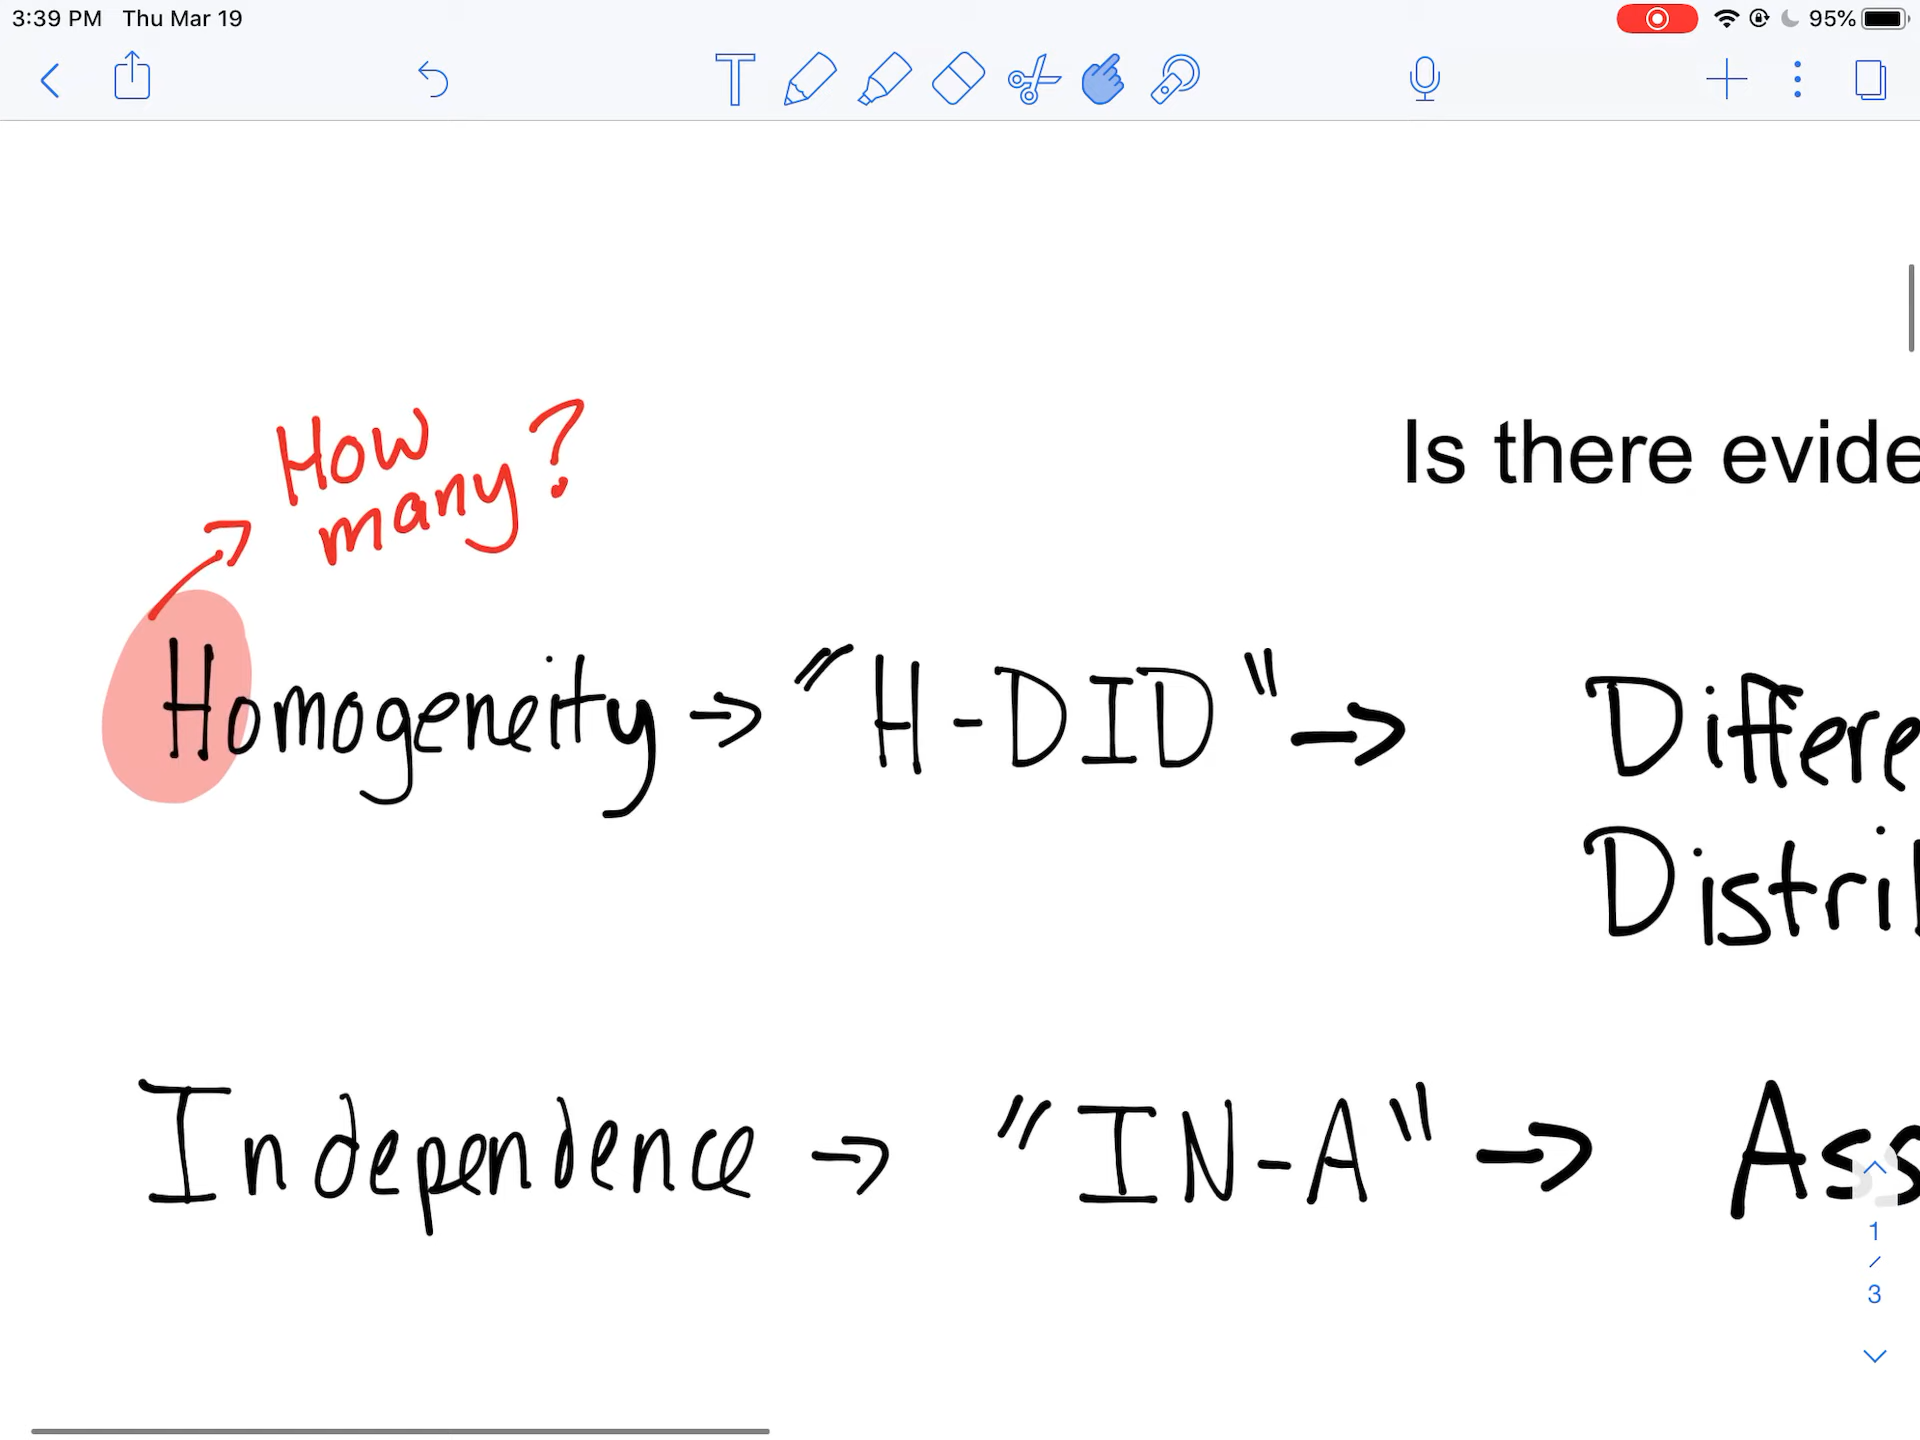 3:39 PM Thu Mar 19
95%
How
many?
Is there evide
Homogeneity → "H-DID" → Differe
Distri
Independence → "IN-A" → Ass
1
/
3